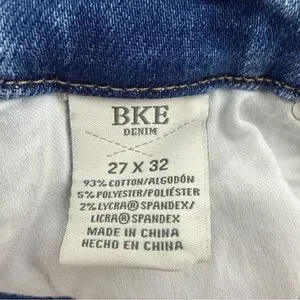 BKE
DENIM
27 X 32
93% COTTON/ALGODÓN
5% POLYESTER/POLIÉSTER
2% LYCRA® SPANDEX/
LICRA® SPANDEX
MADE IN CHINA
HECHO EN CHINA